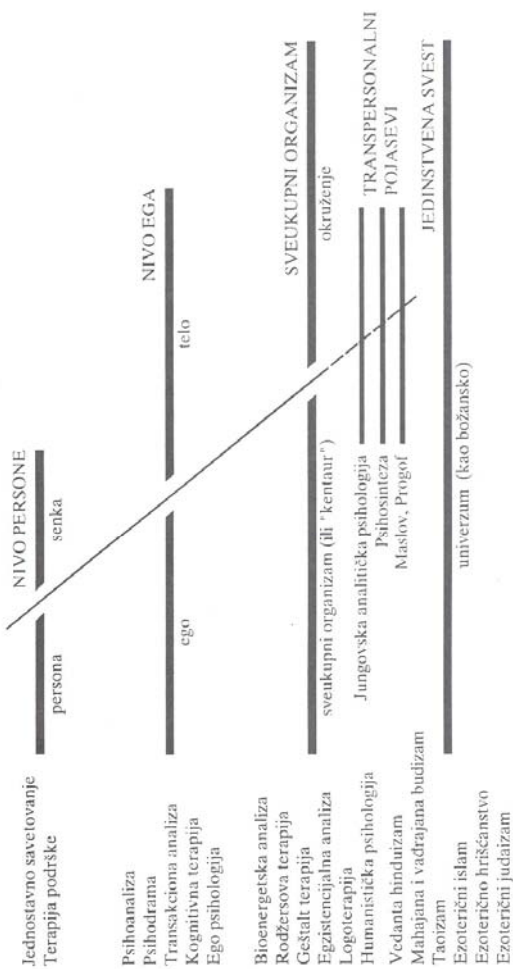 NIVO PERSONE
persona
senka
Jednostavno savetovanje
Terapija podrške
NIVO EGA
ego
telo
Psihoanaliza
Psihodrama
Transakciona analiza
Kognitivna terapija
Ego psihologija
SVEUKUPNI ORGANIZAM
sveukupni organizam (ili "kentaur")
okruženje
Bioenergetska analiza
Rodžersova terapija
Geštalt terapija
Egzistencijalna analiza
Logoterapija
Humanistička psihologija
Jungovska analitička psihologija
Psihosinteza
Maslov, Progof
TRANSPERSONALNI
POJASEVI
JEDINSTVENA SVEST
univerzum (kao božansko)
Vedanta hinduizam
Mahajana i vađrajana budizam
Taoizam
Ezoterični islam
Ezoterično hrišćanstvo
Ezoterični judaizam